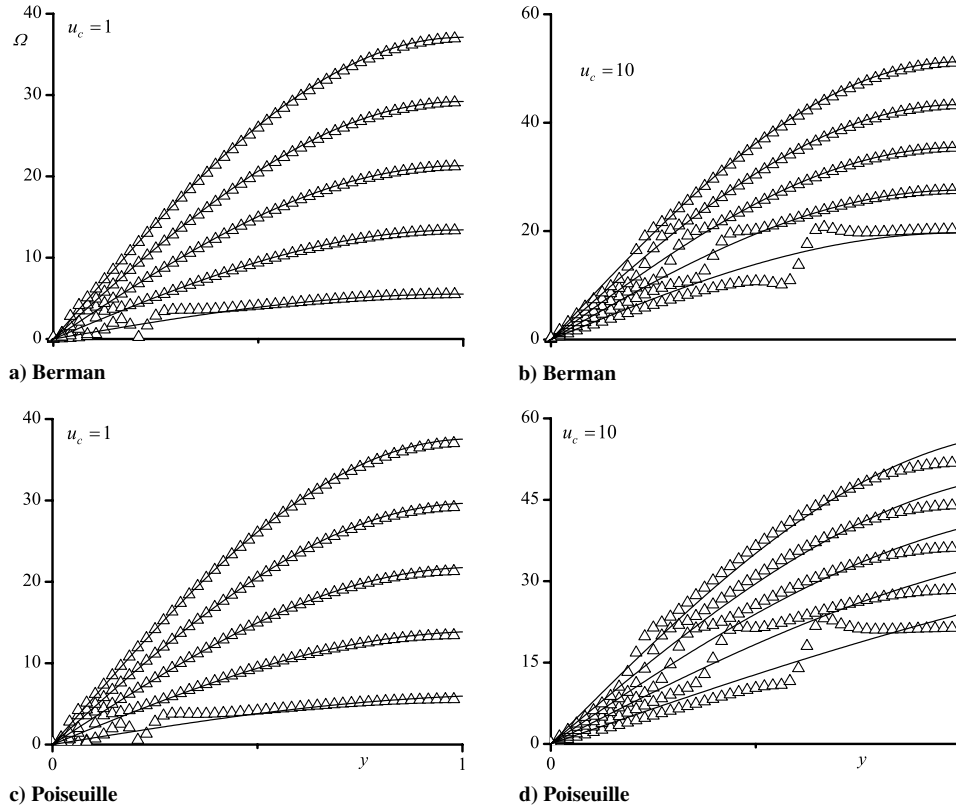 40
Ω
u_c = 1
30
20
10
0
a) Berman
60
u_c = 10
40
20
0
b) Berman
40
u_c = 1
30
20
10
0
0
y
1
c) Poiseuille
60
u_c = 10
45
30
15
0
0
y
d) Poiseuille